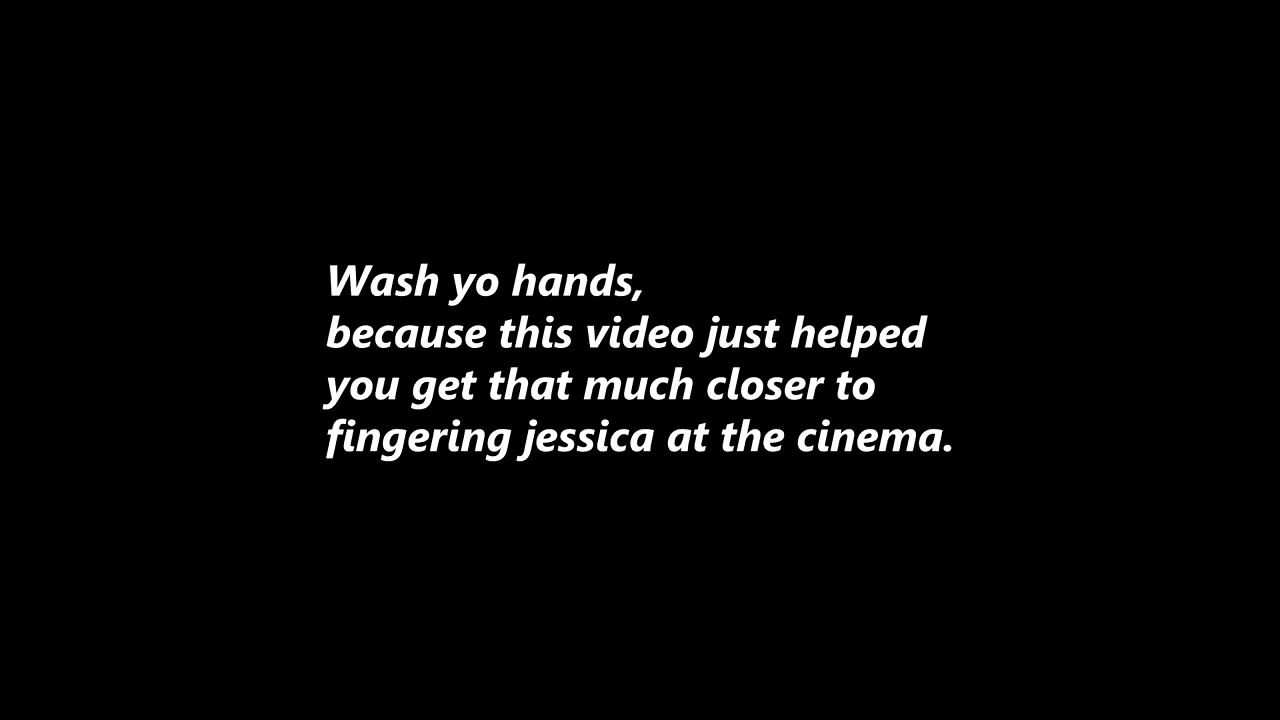 Wash yo hands,
because this video just helped
you get that much closer to
fingering jessica at the cinema.